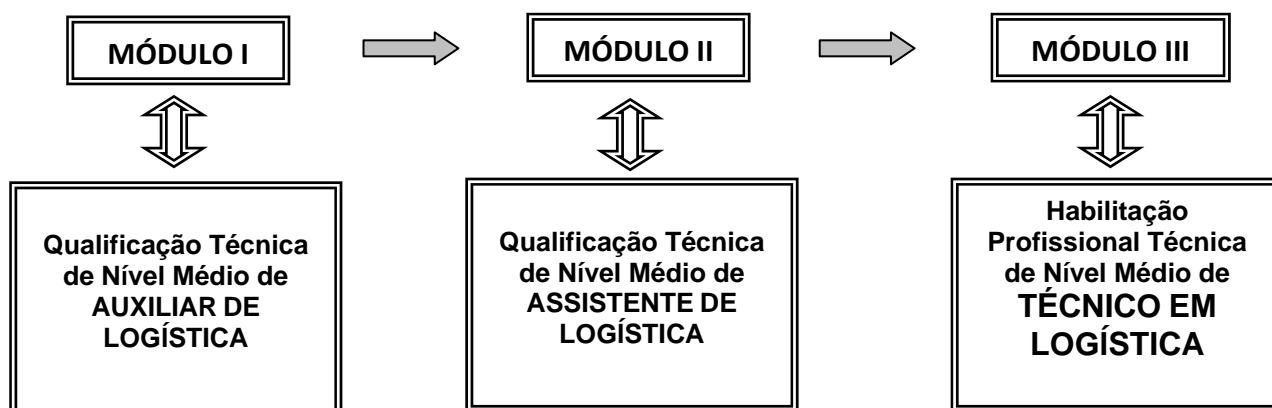 MÓDULO I
MÓDULO II
MÓDULO III
Qualificação Técnica
de Nível Médio de
AUXILIAR DE
LOGÍSTICA
Qualificação Técnica
de Nível Médio de
ASSISTENTE DE
LOGÍSTICA
Habilitação
Profissional Técnica
de Nível Médio de
TÉCNICO EM
LOGÍSTICA